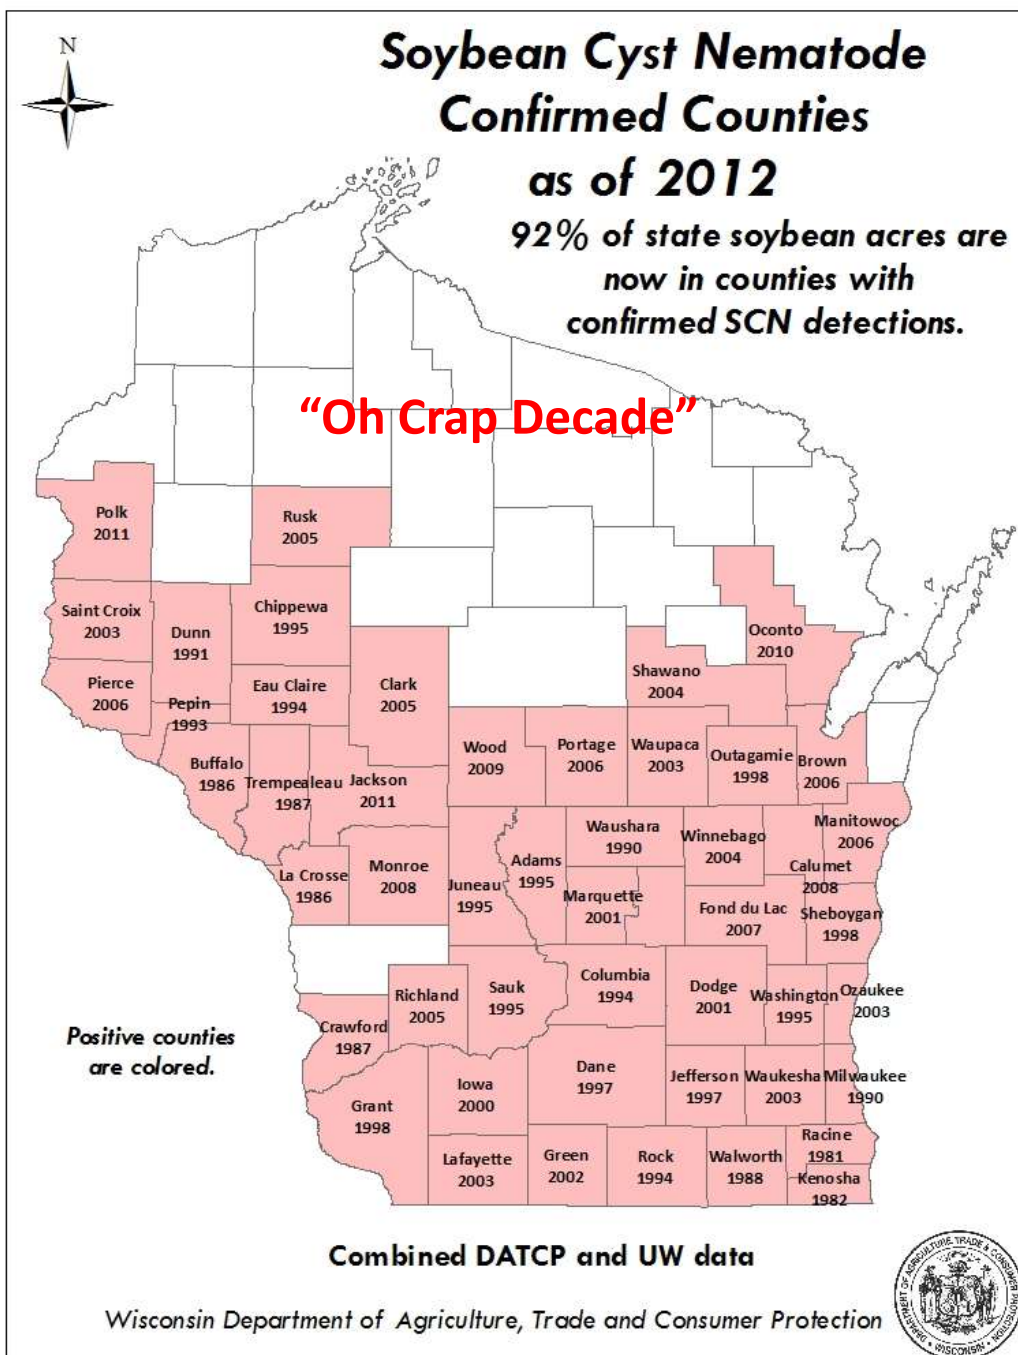 N
Soybean Cyst Nematode
Confirmed Counties
as of 2012
92% of state soybean acres are
now in counties with
confirmed SCN detections.
“Oh Crap Decade”
Polk
2011
Rusk
2005
Saint Croix
2003
Dunn
1991
Chippewa
1995
Oconto
2010
Pierce
2006
Pepin
1993
Eau Claire
1994
Clark
2005
Shawano
2004
Buffalo
1986
Trempealeau
1987
Jackson
2011
Wood
2009
Portage
2006
Waupaca
2003
Outagamie
1998
Brown
2006
La Crosse
1986
Monroe
2008
Juneau
1995
Adams
1995
Waushara
1990
Winnebago
2004
Calumet
2008
Manitowoc
2006
Marquette
2001
Fond du Lac
2007
Sheboygan
1998
Crawford
1987
Richland
2005
Sauk
1995
Columbia
1994
Dodge
2001
Washington
1995
Ozaukee
2003
Positive counties
are colored.
Grant
1998
Iowa
2000
Dane
1997
Jefferson
1997
Waukesha
2003
Milwaukee
1990
Lafayette
2003
Green
2002
Rock
1994
Walworth
1988
Racine
1981
Kenosha
1982
Combined DATCP and UW data
Wisconsin Department of Agriculture, Trade and Consumer Protection
DEPARTMENT OF AGRICULTURE, TRADE & CONSUMER PROTECTION
WISCONSIN